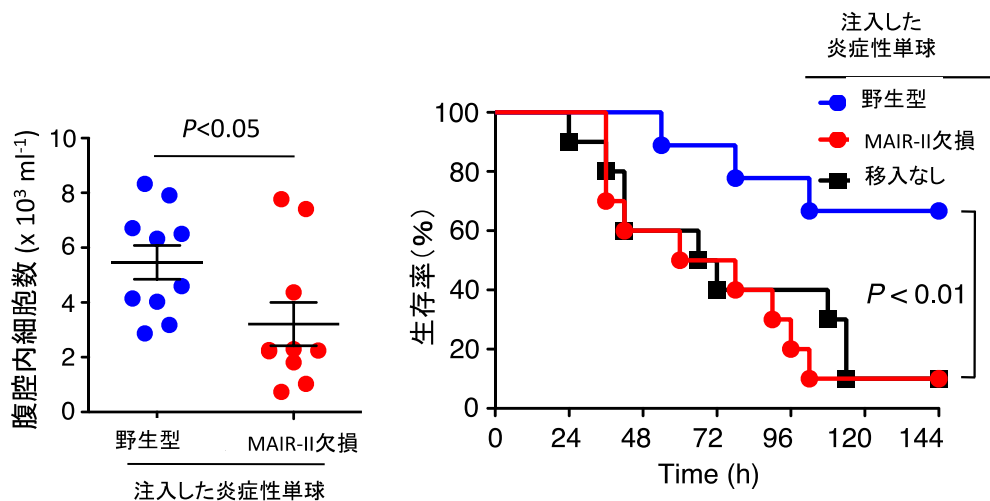 腹腔内細胞数 (x 10³ ml⁻¹)
P<0.05
10
8
6
4
2
0
野生型
MAIR-II欠損
注入した炎症性単球
注入した
炎症性単球
野生型
MAIR-II欠損
移入なし
生存率(%)
100
80
60
40
20
0
P < 0.01
0 24 48 72 96 120 144
Time (h)